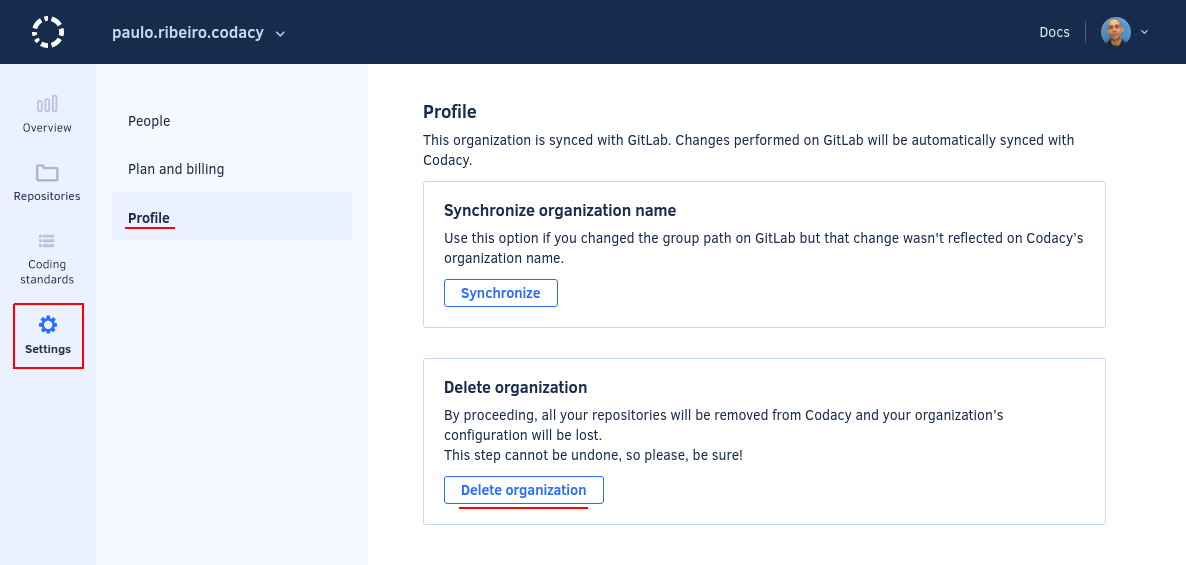 paulo.ribeiro.codacy
Docs
Overview
Repositories
Coding
standards
Settings
People
Plan and billing
Profile
Profile
This organization is synced with GitLab. Changes performed on GitLab will be automatically synced with
Codacy.
Synchronize organization name
Use this option if you changed the group path on GitLab but that change wasn't reflected on Codacy’s
organization name.
Synchronize
Delete organization
By proceeding, all your repositories will be removed from Codacy and your organization’s
configuration will be lost.
This step cannot be undone, so please, be sure!
Delete organization